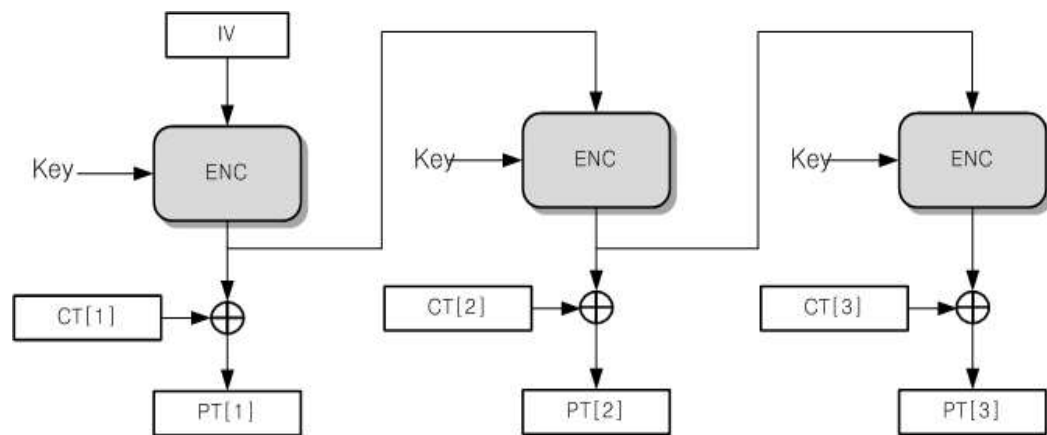 IV
Key
ENC
Key
ENC
Key
ENC
CT[1]
CT[2]
CT[3]
PT[1]
PT[2]
PT[3]